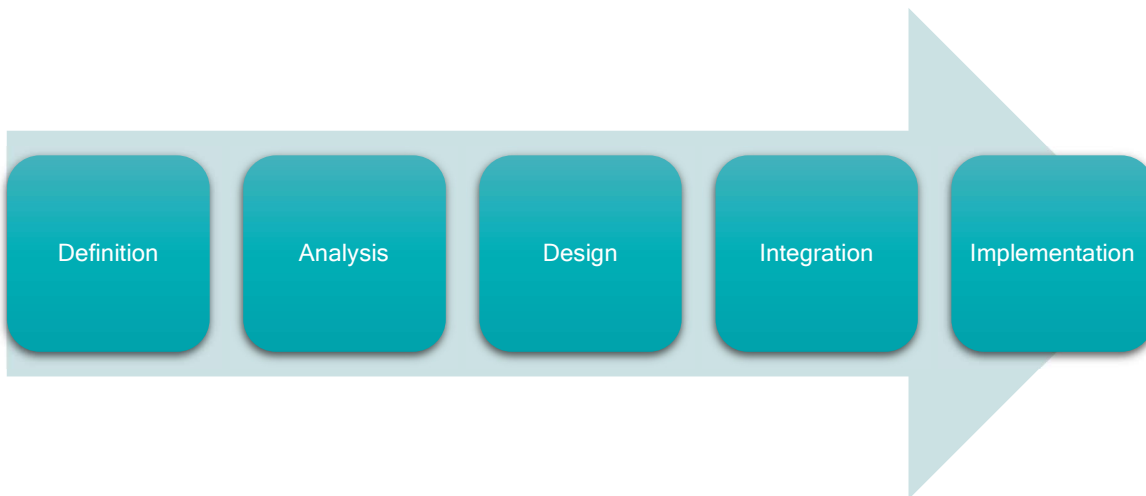 Definition
Analysis
Design
Integration
Implementation